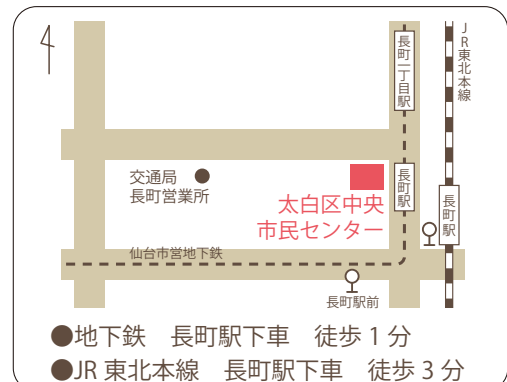 長町一丁目駅
JR東北本線
交通局
長町営業所
長町駅
太白区中央
市民センター
長町駅
仙台市営地下鉄
長町駅前
●地下鉄　長町駅下車　徒歩 1 分
●JR 東北本線　長町駅下車　徒歩 3 分